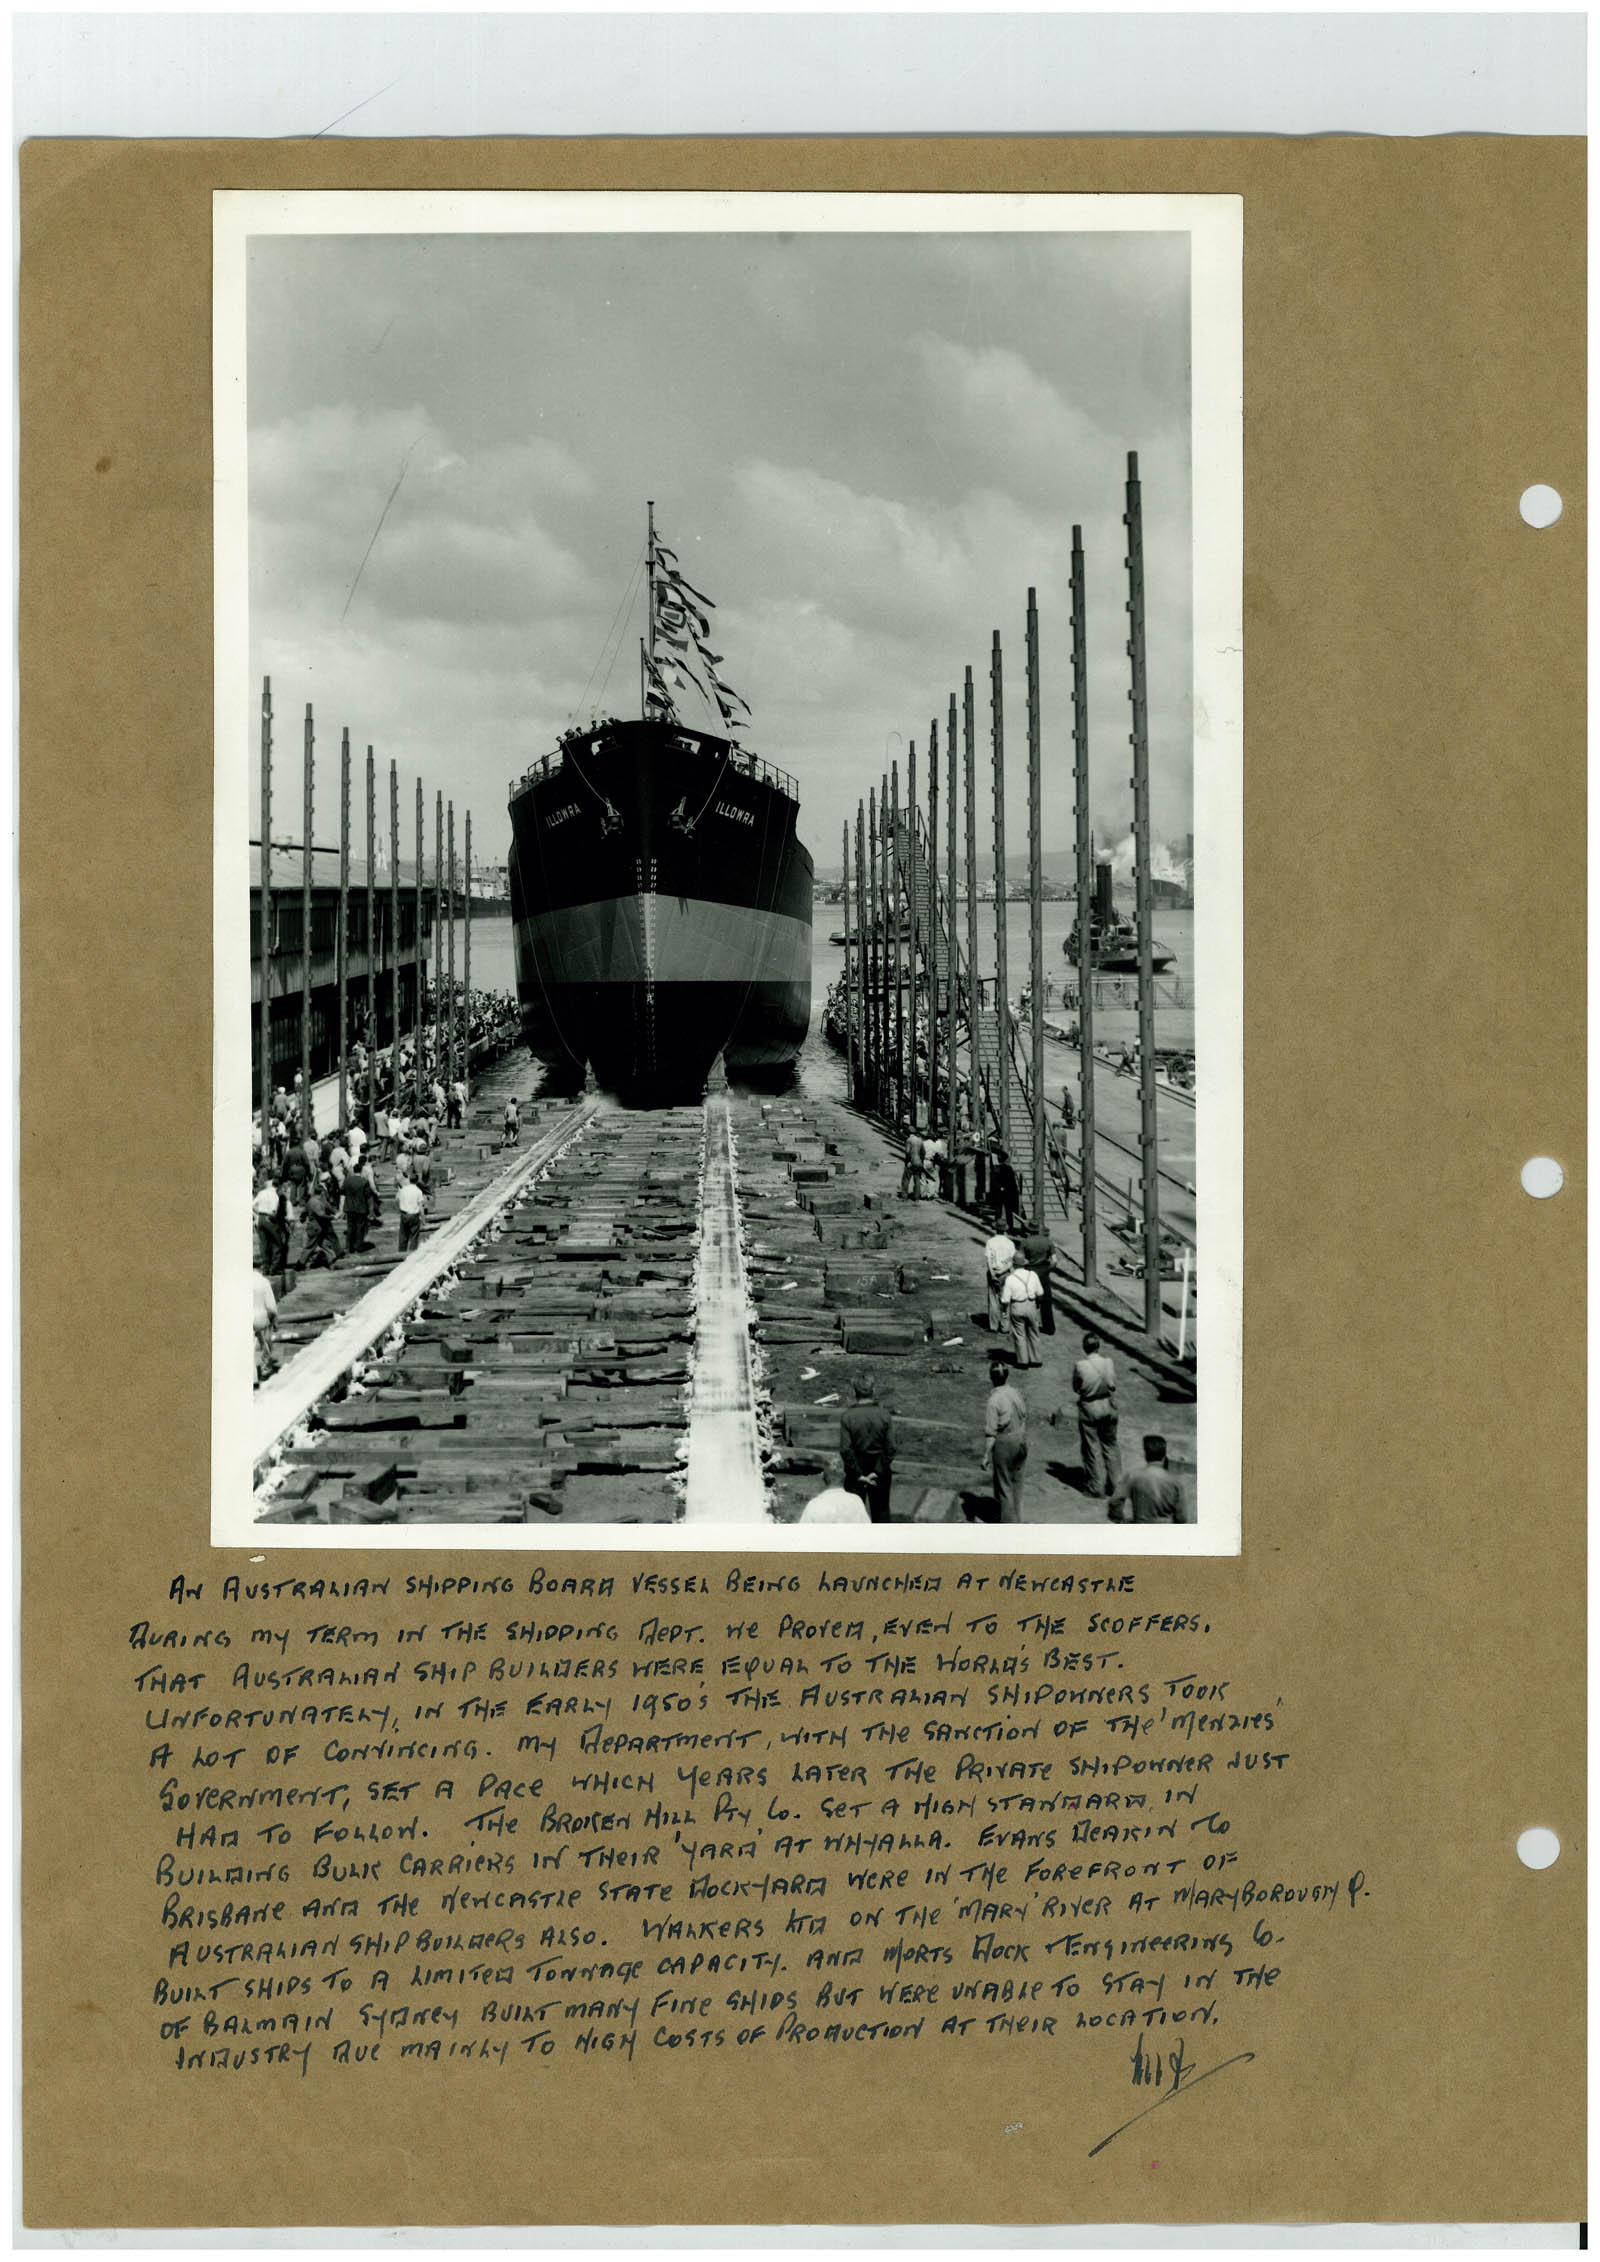 ILLOWRA
ILLOWRA
15F
AN AUSTRALIAN SHIPPING BOARD VESSEL BEING LAUNCHED AT NEWCASTLE
DURING MY TERM IN THE SHIPPING DEPT. WE PROVED, EVEN TO THE SCOFFERS,
THAT AUSTRALIAN SHIP BUILDERS WERE EQUAL TO THE WORLD'S BEST.
UNFORTUNATELY, IN THE EARLY 1950'S THE AUSTRALIAN SHIPOWNERS TOOK
A LOT OF CONVINCING. MY DEPARTMENT, WITH THE SANCTION OF THE 'MENZIES'
GOVERNMENT, SET A PACE WHICH YEARS LATER THE PRIVATE SHIPOWNER JUST
HAD TO FOLLOW. THE BROKEN HILL PTY CO. SET A HIGH STANDARD, IN
BUILDING BULK CARRIERS IN THEIR 'YARD' AT WHYALLA. EVANS DEAKIN CO
BRISBANE AND THE NEWCASTLE STATE DOCKYARD WERE IN THE FOREFRONT OF
AUSTRALIAN SHIPBUILDERS ALSO. WALKERS LTD ON THE 'MARY' RIVER AT MARYBOROUGH Q.
BUILT SHIPS TO A LIMITED TONNAGE CAPACITY. AND MORTS DOCK & ENGINEERING CO.
OF BALMAIN SYDNEY BUILT MANY FINE SHIPS BUT WERE UNABLE TO STAY IN THE
INDUSTRY DUE MAINLY TO HIGH COSTS OF PRODUCTION AT THEIR LOCATION.